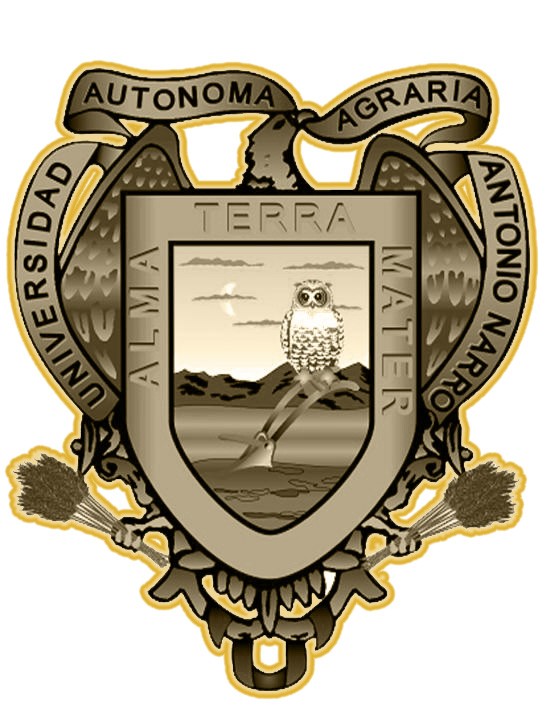 UNIVERSIDAD
AUTONOMA
AGRARIA
ANTONIO NARRO
ALMA
TERRA
MATER